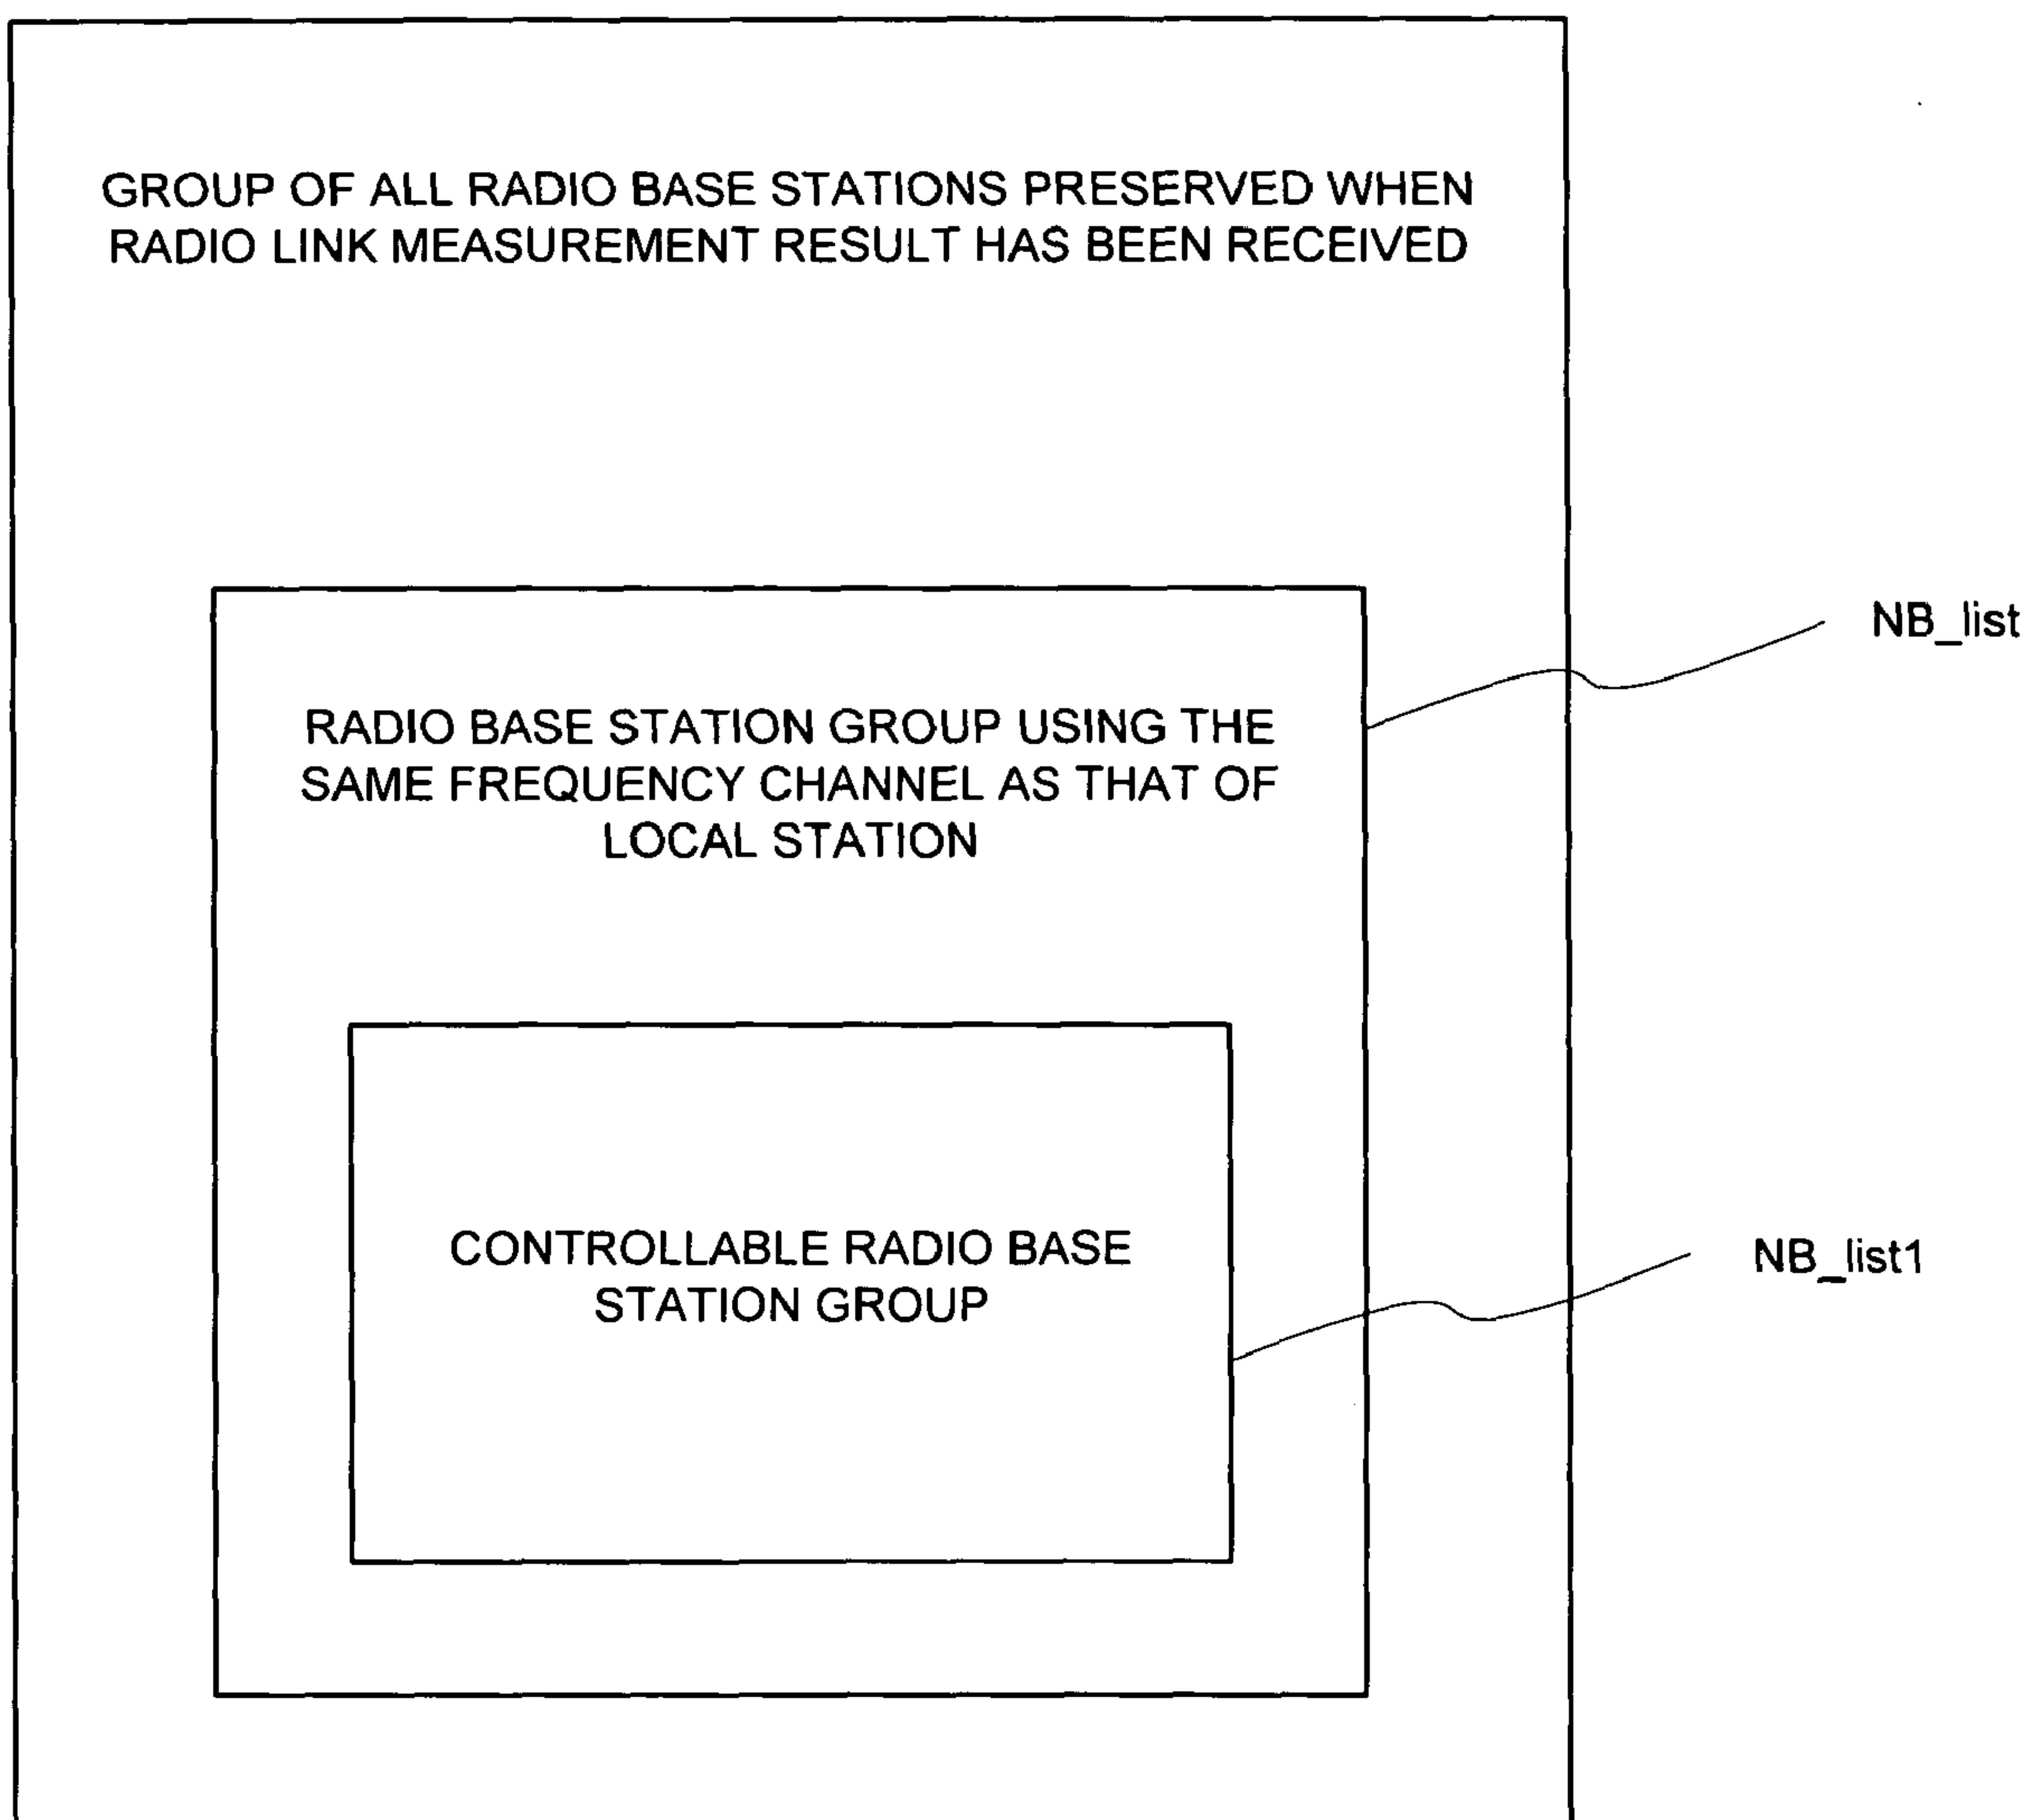 GROUP OF ALL RADIO BASE STATIONS PRESERVED WHEN
RADIO LINK MEASUREMENT RESULT HAS BEEN RECEIVED
NB_list
RADIO BASE STATION GROUP USING THE
SAME FREQUENCY CHANNEL AS THAT OF
LOCAL STATION
CONTROLLABLE RADIO BASE
STATION GROUP
NB_list1